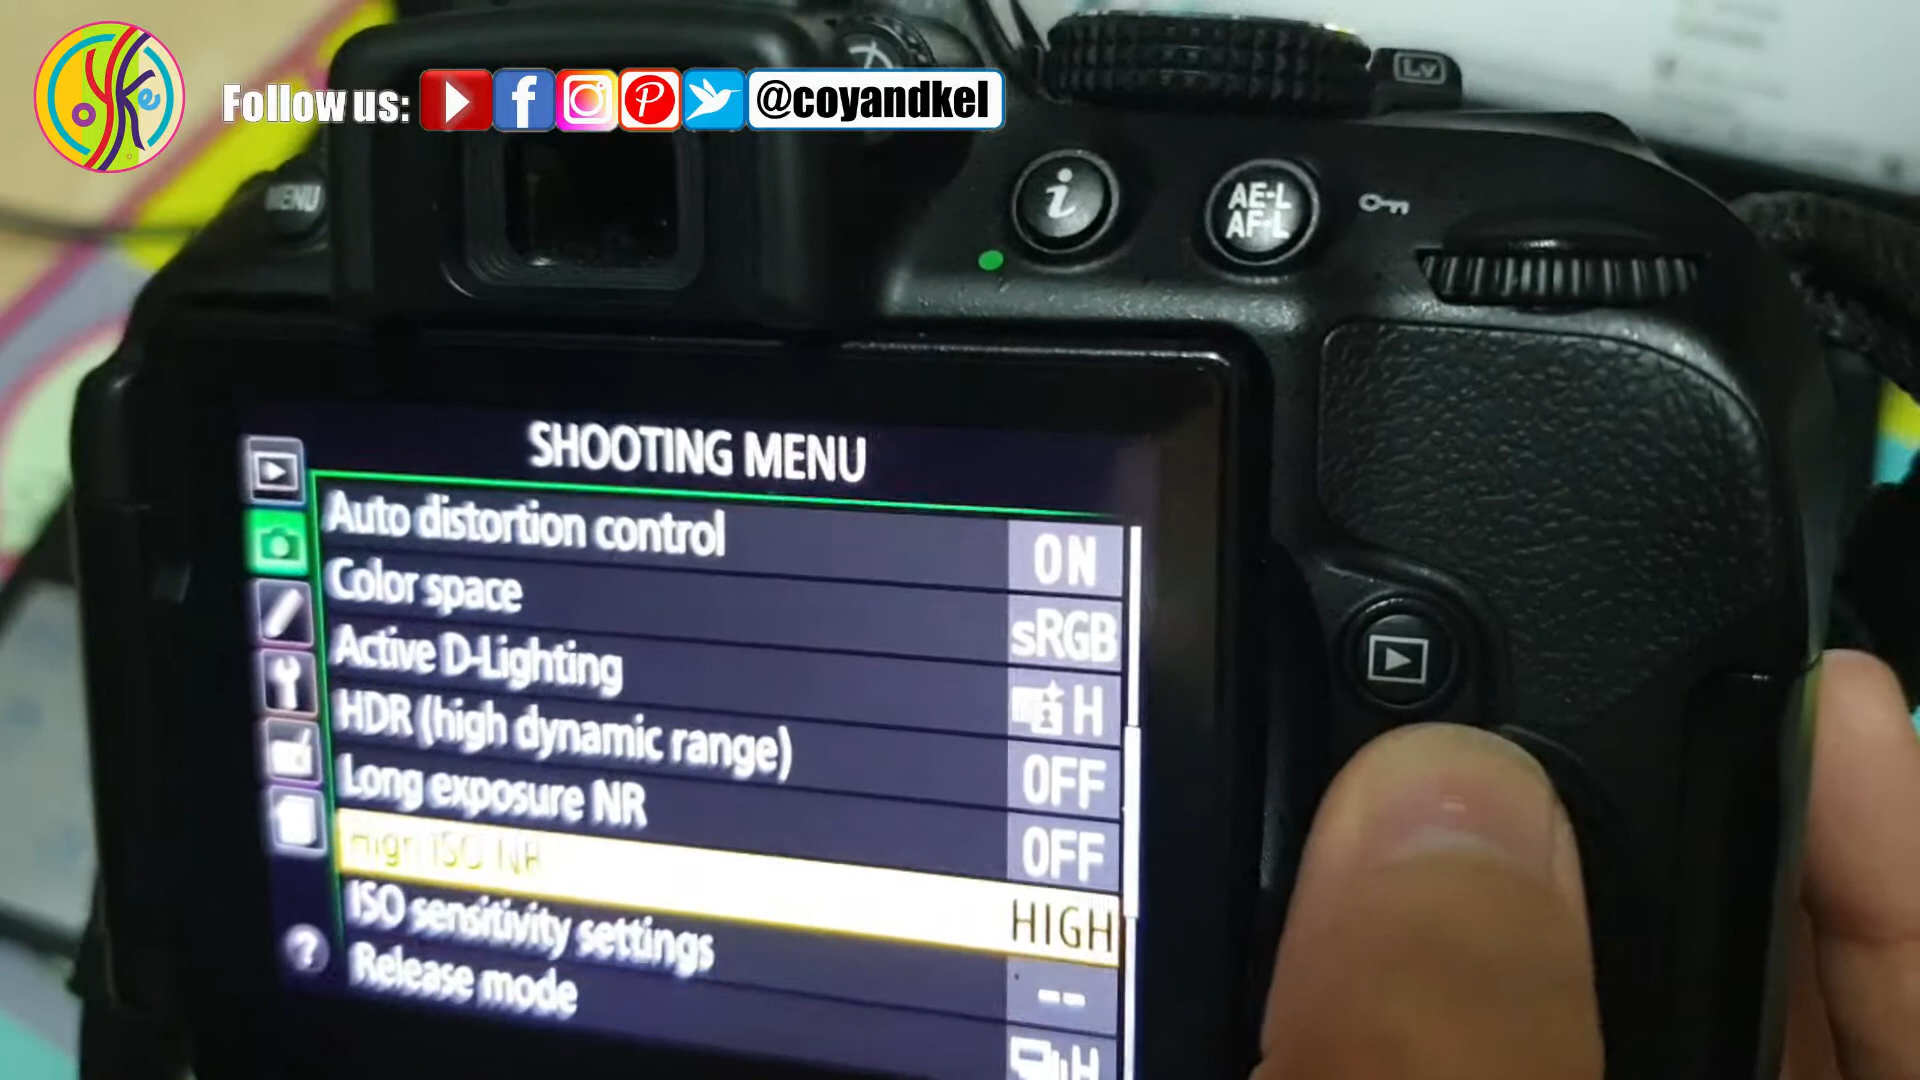 Follow us: @coyandkel
Lv
MENU
i
AE-L
AF-L
SHOOTING MENU
Auto distortion control ON
Color space sRGB
Active D-Lighting H
HDR (high dynamic range) OFF
Long exposure NR OFF
High ISO NR HIGH
ISO sensitivity settings --
Release mode H
?